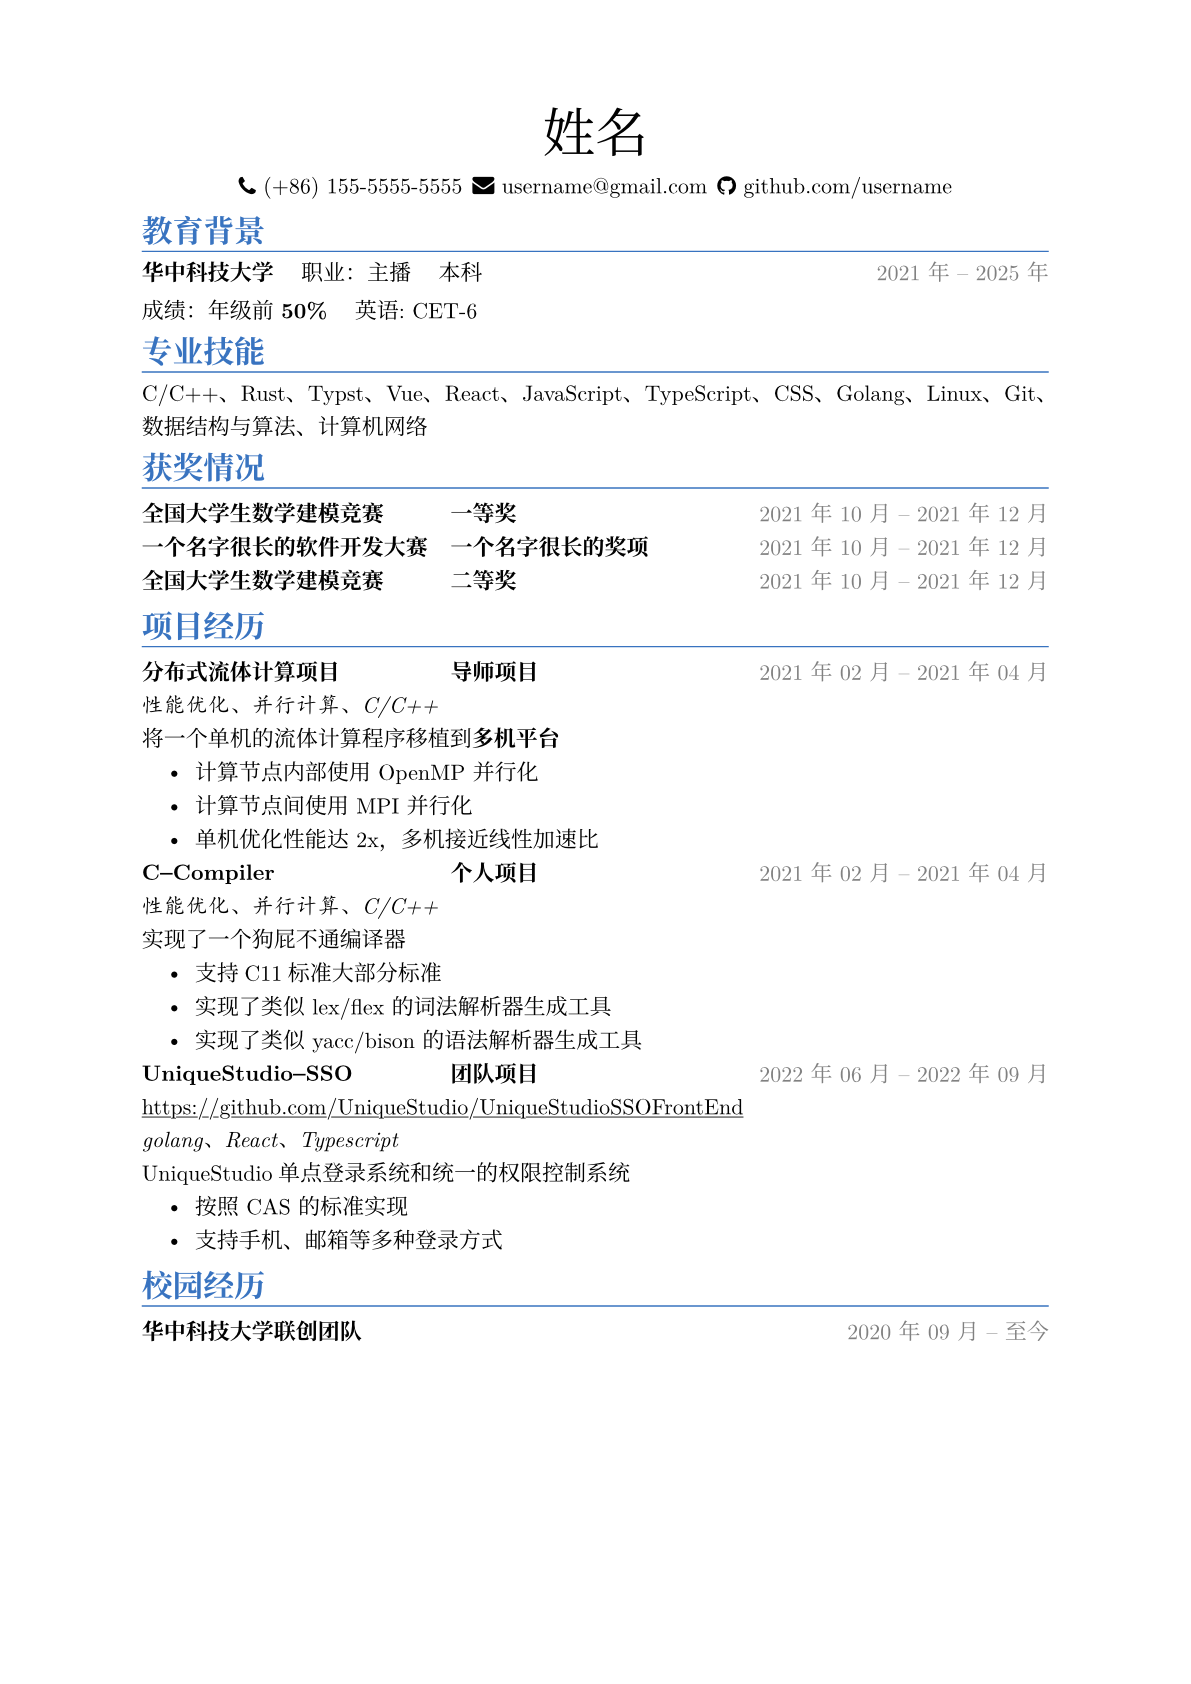 姓名
(+86) 155-5555-5555 username@gmail.com github.com/username
教育背景
华中科技大学 职业：主播 本科 2021 年 – 2025 年
成绩：年级前 50% 英语: CET-6
专业技能
C/C++、Rust、Typst、Vue、React、JavaScript、TypeScript、CSS、Golang、Linux、Git、
数据结构与算法、计算机网络
获奖情况
全国大学生数学建模竞赛 一等奖 2021 年 10 月 – 2021 年 12 月
一个名字很长的软件开发大赛 一个名字很长的奖项 2021 年 10 月 – 2021 年 12 月
全国大学生数学建模竞赛 二等奖 2021 年 10 月 – 2021 年 12 月
项目经历
分布式流体计算项目 导师项目 2021 年 02 月 – 2021 年 04 月
性能优化、并行计算、C/C++
将一个单机的流体计算程序移植到多机平台
• 计算节点内部使用 OpenMP 并行化
• 计算节点间使用 MPI 并行化
• 单机优化性能达 2x，多机接近线性加速比
C–Compiler 个人项目 2021 年 02 月 – 2021 年 04 月
性能优化、并行计算、C/C++
实现了一个狗屁不通编译器
• 支持 C11 标准大部分标准
• 实现了类似 lex/flex 的词法解析器生成工具
• 实现了类似 yacc/bison 的语法解析器生成工具
UniqueStudio–SSO 团队项目 2022 年 06 月 – 2022 年 09 月
https://github.com/UniqueStudio/UniqueStudioSSOFrontEnd
golang、React、Typescript
UniqueStudio 单点登录系统和统一的权限控制系统
• 按照 CAS 的标准实现
• 支持手机、邮箱等多种登录方式
校园经历
华中科技大学联创团队 2020 年 09 月 – 至今